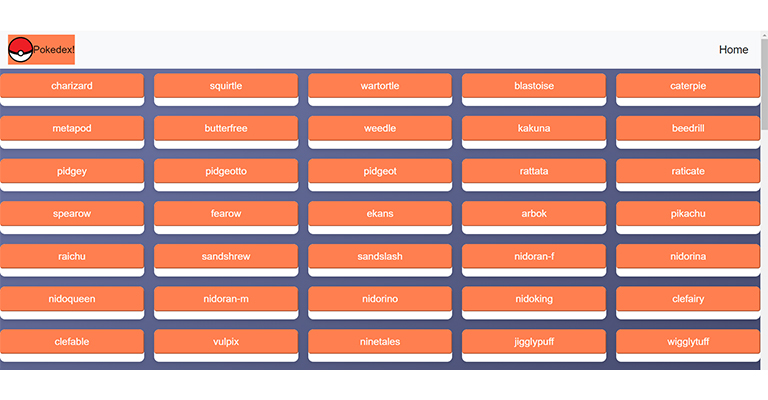 Pokedex!
Home
charizard squirtle wartortle blastoise caterpie
metapod butterfree weedle kakuna beedrill
pidgey pidgeotto pidgeot rattata raticate
spearow fearow ekans arbok pikachu
raichu sandshrew sandslash nidoran-f nidorina
nidoqueen nidoran-m nidorino nidoking clefairy
clefable vulpix ninetales jigglypuff wigglytuff